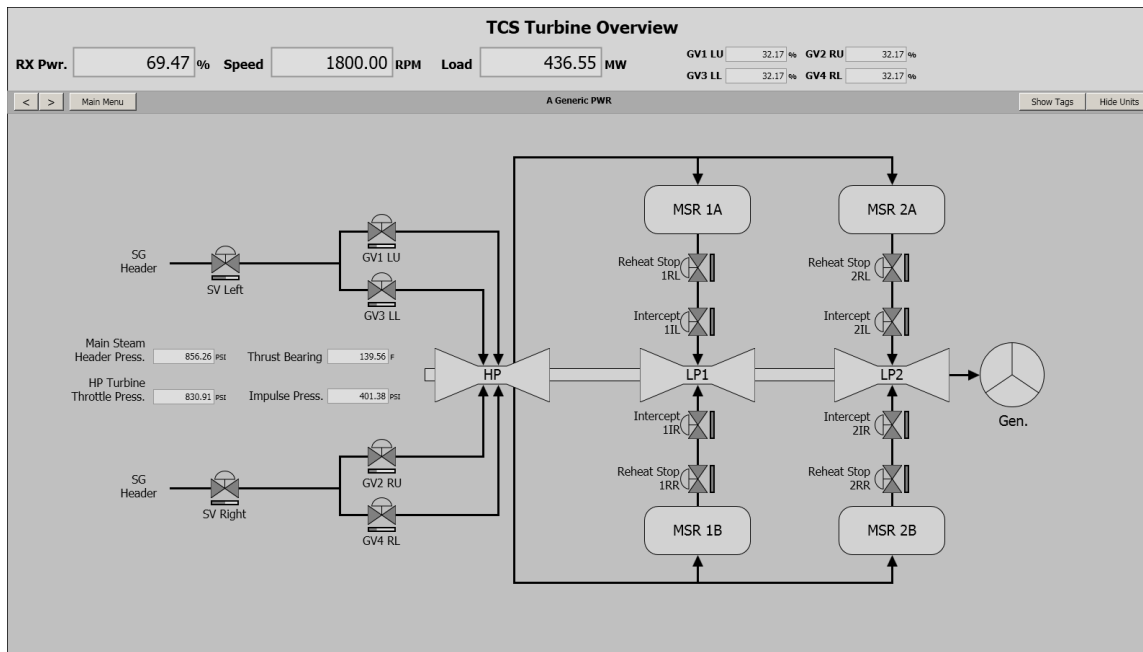 TCS Turbine Overview
RX Pwr. 69.47 % Speed 1800.00 RPM Load 436.55 MW
GV1 LU 32.17 % GV2 RU 32.17 %
GV3 LL 32.17 % GV4 RL 32.17 %
< > Main Menu A Generic PWR Show Tags Hide Units
MSR 1A MSR 2A
SG
Header
SV Left
GV1 LU
GV3 LL
Reheat Stop
1RL
Reheat Stop
2RL
Intercept
1IL
Intercept
2IL
Main Steam
Header Press. 856.26 PSI
Thrust Bearing 139.56 F
HP Turbine
Throttle Press. 830.91 PSI
Impulse Press. 401.38 PSI
HP LP1 LP2
Gen.
Intercept
1IR
Intercept
2IR
SG
Header
SV Right
GV2 RU
GV4 RL
Reheat Stop
1RR
Reheat Stop
2RR
MSR 1B MSR 2B